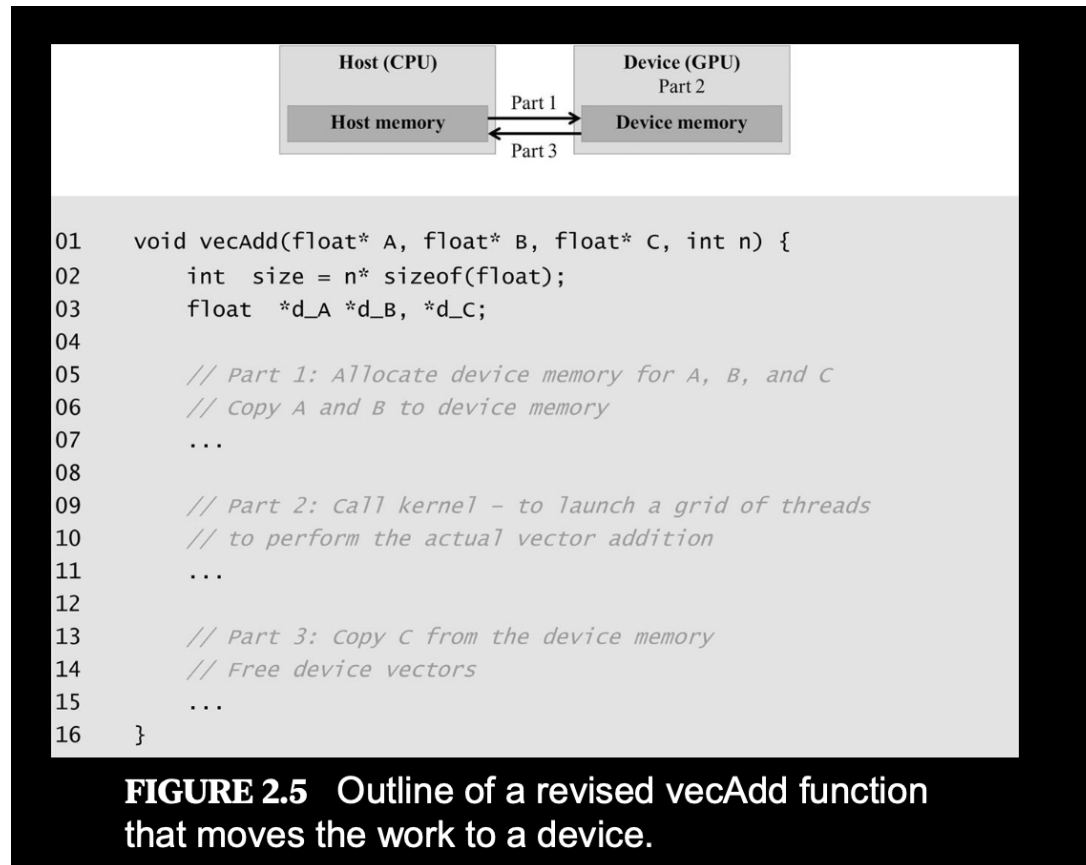 Host (CPU)
Device (GPU)
Part 2
Part 1
Host memory
Device memory
Part 3
01 void vecAdd(float* A, float* B, float* C, int n) {
02 int size = n* sizeof(float);
03 float *d_A *d_B, *d_C;
04
05 // Part 1: Allocate device memory for A, B, and C
06 // Copy A and B to device memory
07 ...
08
09 // Part 2: Call kernel – to launch a grid of threads
10 // to perform the actual vector addition
11 ...
12
13 // Part 3: Copy C from the device memory
14 // Free device vectors
15 ...
16 }
FIGURE 2.5 Outline of a revised vecAdd function
that moves the work to a device.